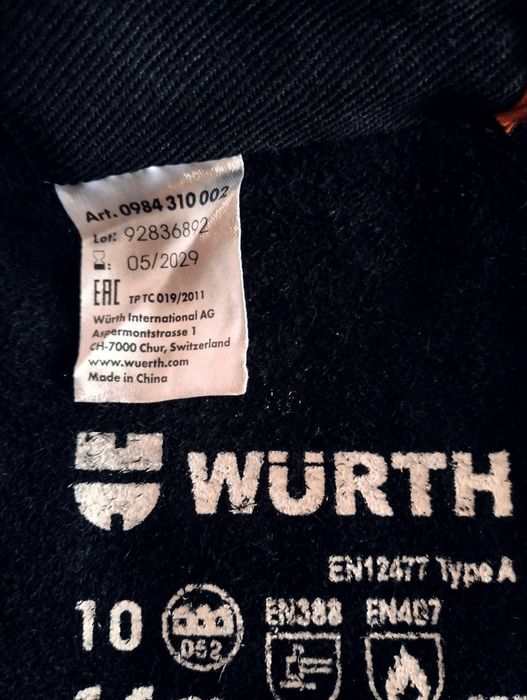 Art. 0984 310 002
Lot: 92836892
: 05/2029
EAC TP TC 019/2011
Würth International AG
Aspermontstrasse 1
CH-7000 Chur, Switzerland
www.wuerth.com
Made in China
WÜRTH
EN12477 Type A
10 052 EN388 EN407